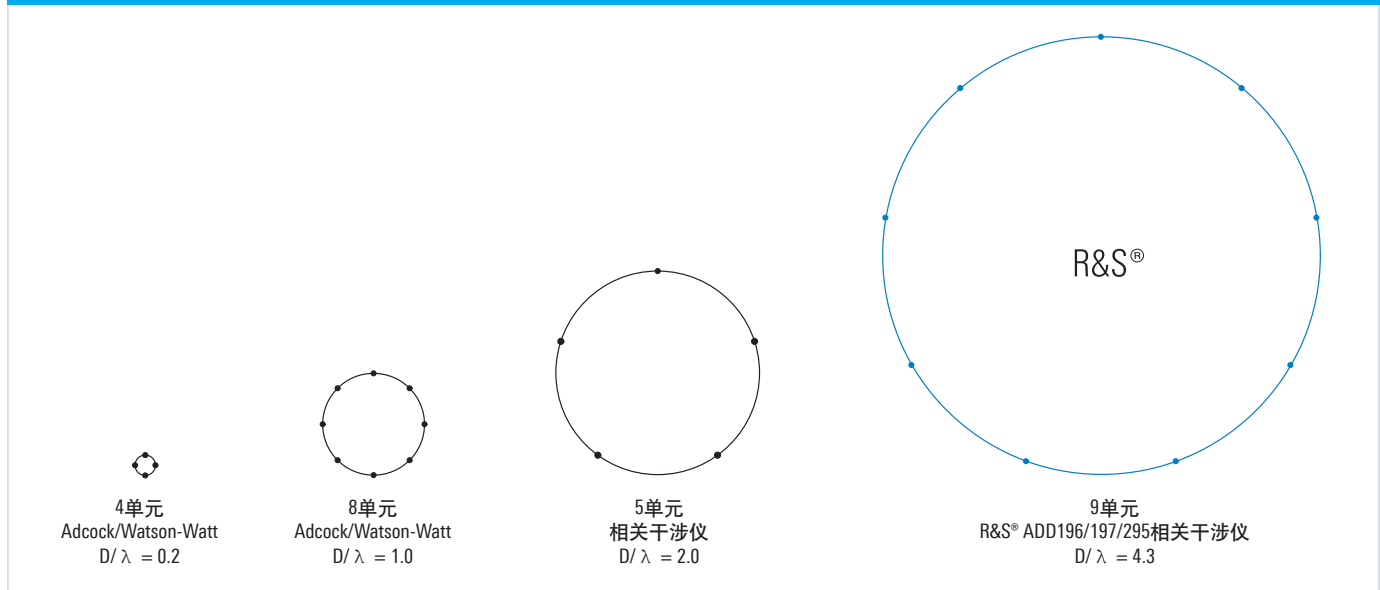 R&S®
4单元
Adcock/Watson-Watt
D/ λ = 0.2
8单元
Adcock/Watson-Watt
D/ λ = 1.0
5单元
相关干涉仪
D/ λ = 2.0
9单元
R&S® ADD196/197/295相关干涉仪
D/ λ = 4.3